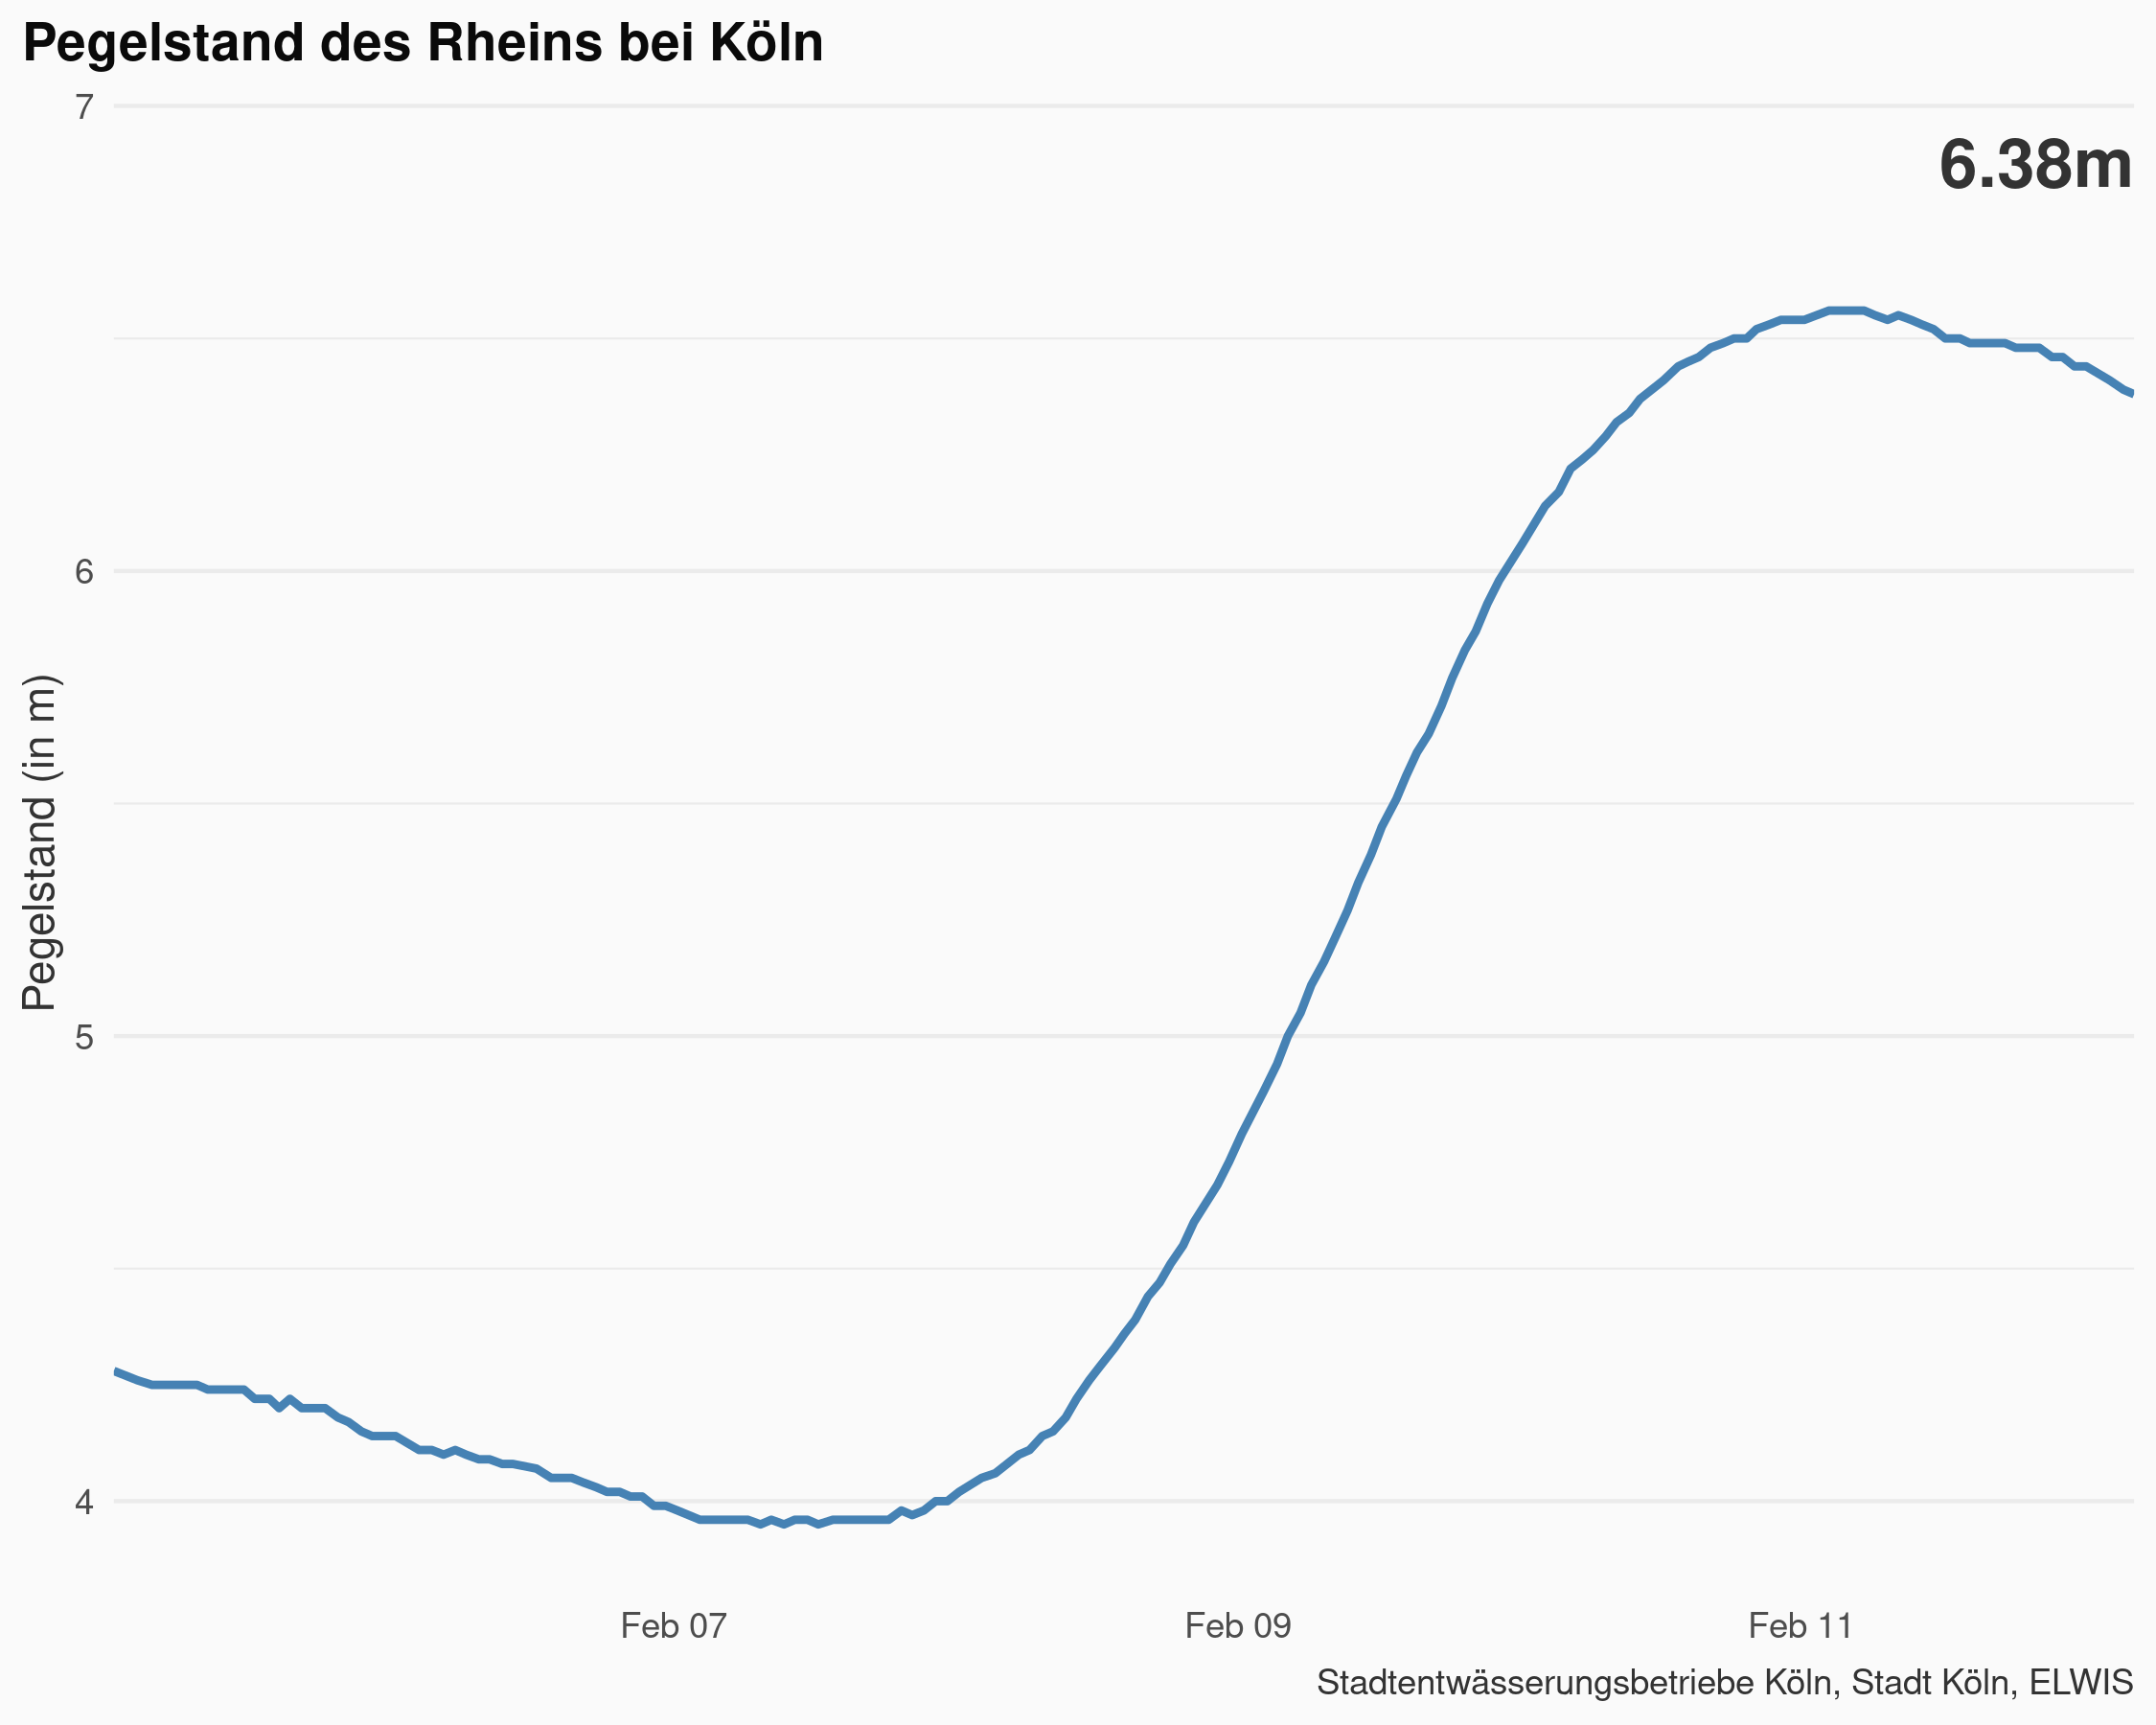 Pegelstand des Rheins bei Köln
7
6.38m
6
Pegelstand (in m)
5
4
Feb 07
Feb 09
Feb 11
Stadtentwässerungsbetriebe Köln, Stadt Köln, ELWIS